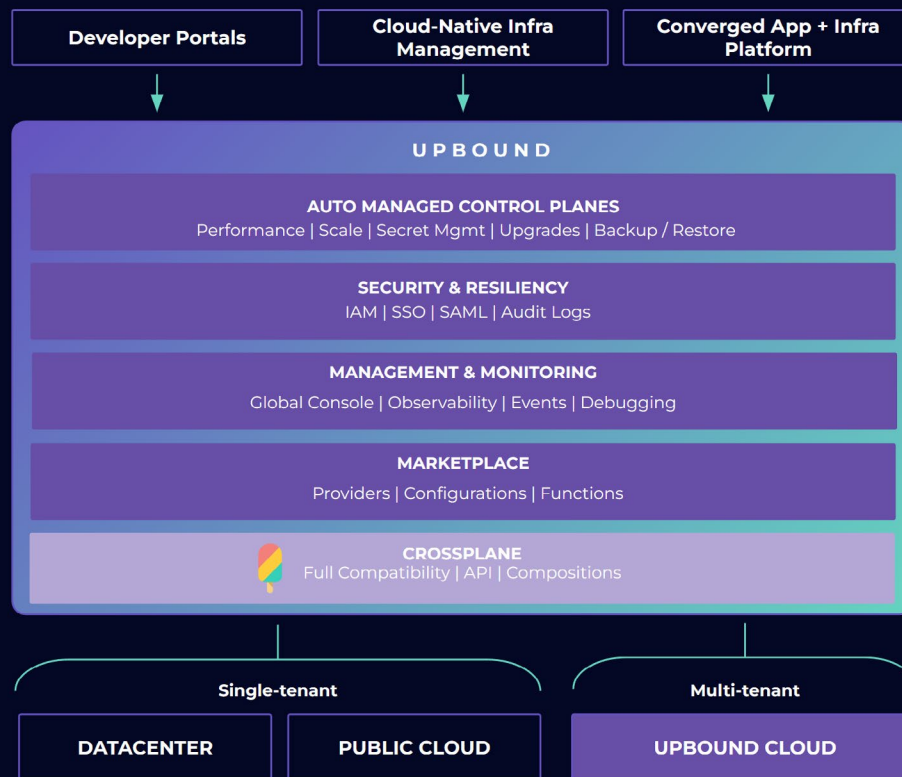 Developer Portals
Cloud-Native Infra
Management
Converged App + Infra
Platform
UPBOUND
AUTO MANAGED CONTROL PLANES
Performance | Scale | Secret Mgmt | Upgrades | Backup / Restore
SECURITY & RESILIENCY
IAM | SSO | SAML | Audit Logs
MANAGEMENT & MONITORING
Global Console | Observability | Events | Debugging
MARKETPLACE
Providers | Configurations | Functions
CROSSPLANE
Full Compatibility | API | Compositions
Single-tenant
Multi-tenant
DATACENTER
PUBLIC CLOUD
UPBOUND CLOUD